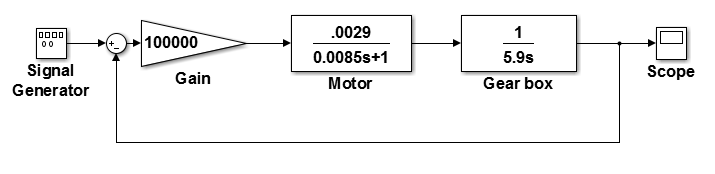 100000
.0029
0.0085s+1
1
5.9s
Signal
Generator
Gain
Motor
Gear box
Scope